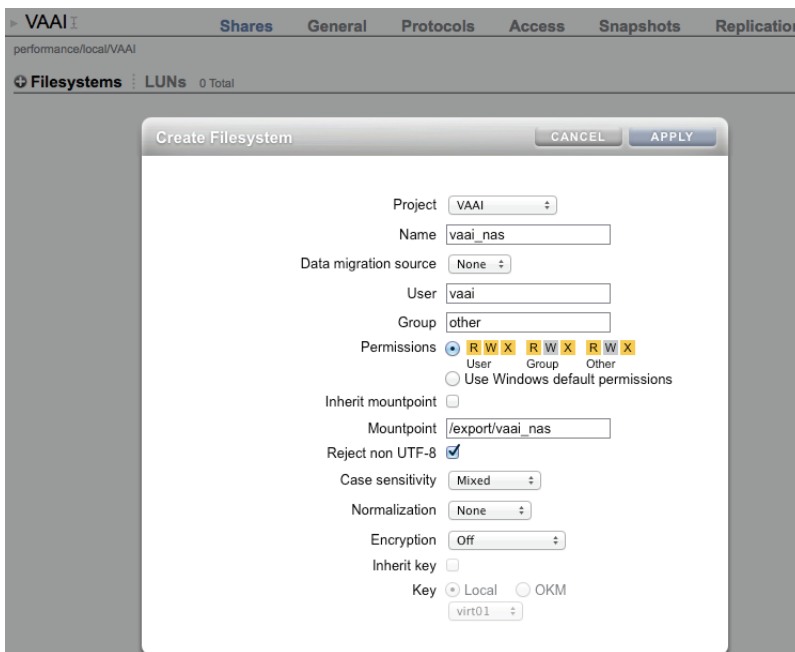 VAAI Shares General Protocols Access Snapshots Replication
performance/local/VAAI
Filesystems LUNs 0 Total
Create Filesystem CANCEL APPLY
Project VAAI
Name vaai_nas
Data migration source None
User vaai
Group other
Permissions R W X R W X R W X
User Group Other
Use Windows default permissions
Inherit mountpoint
Mountpoint /export/vaai_nas
Reject non UTF-8
Case sensitivity Mixed
Normalization None
Encryption Off
Inherit key
Key Local OKM
virt01